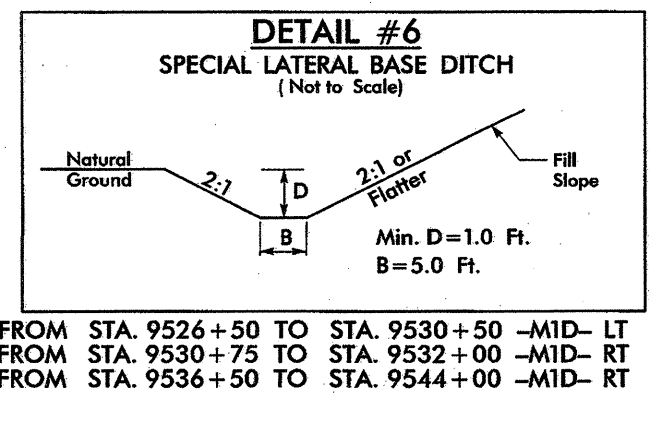 DETAIL #6
SPECIAL LATERAL BASE DITCH
( Not to Scale)
Natural
Ground
2:1
D
B
2:1 or
Flatter
Fill
Slope
Min. D=1.0 Ft.
B=5.0 Ft.
FROM STA. 9526+50 TO STA. 9530+50 -M1D- LT
FROM STA. 9530+75 TO STA. 9532+00 -M1D- RT
FROM STA. 9536+50 TO STA. 9544+00 -M1D- RT